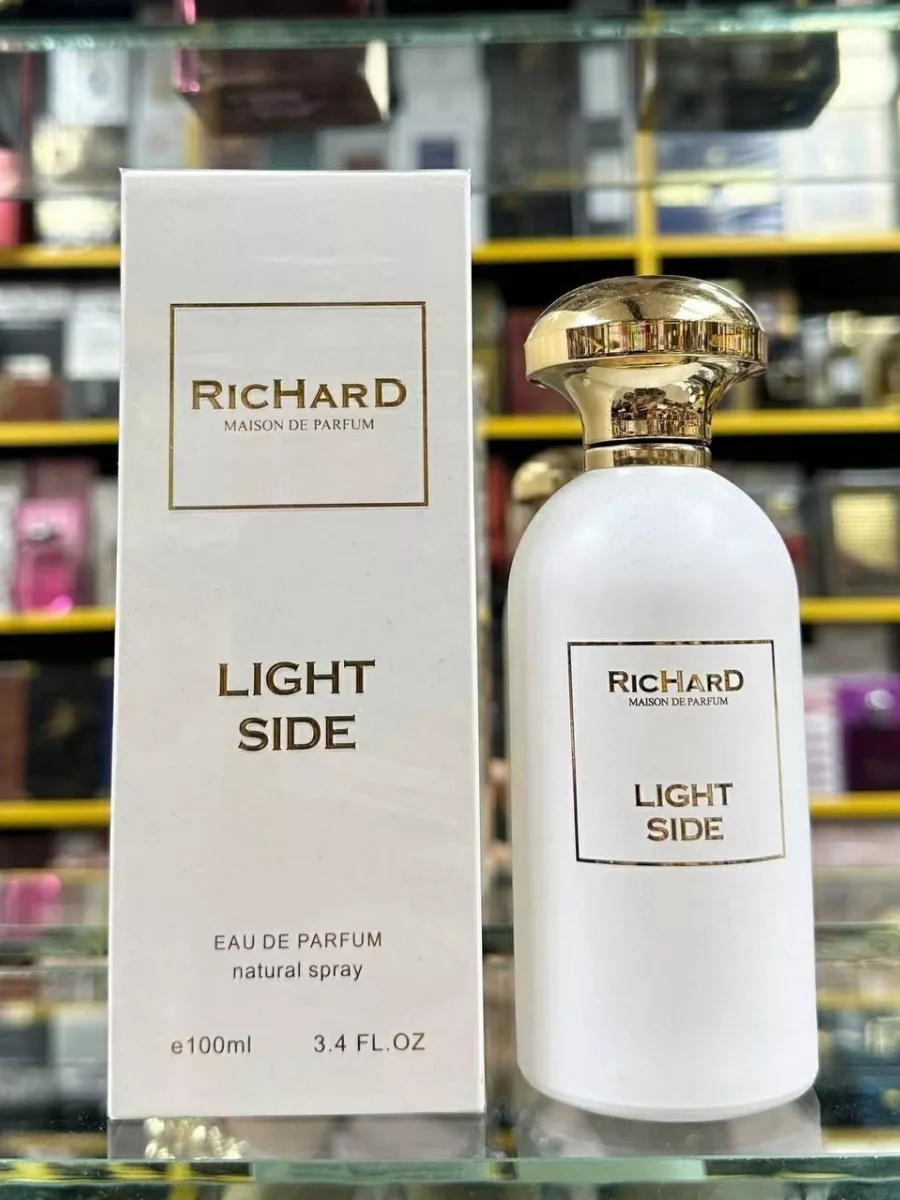 RicHarD
MAISON DE PARFUM
LIGHT
SIDE
EAU DE PARFUM
natural spray
e100ml 3.4 FL.OZ
RicHarD
MAISON DE PARFUM
LIGHT
SIDE